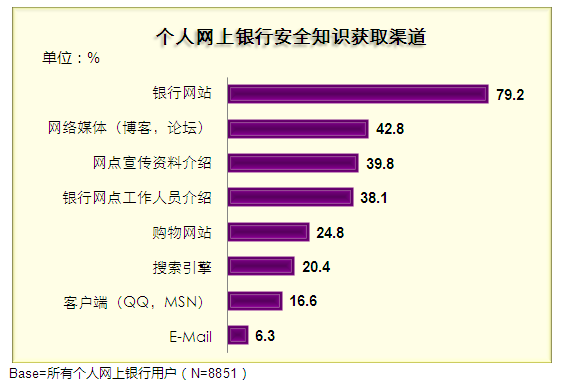 个人网上银行安全知识获取渠道
单位：%
银行网站 79.2
网络媒体（博客，论坛） 42.8
网点宣传资料介绍 39.8
银行网点工作人员介绍 38.1
购物网站 24.8
搜索引擎 20.4
客户端（QQ，MSN） 16.6
E-Mail 6.3
Base=所有个人网上银行用户（N=8851）